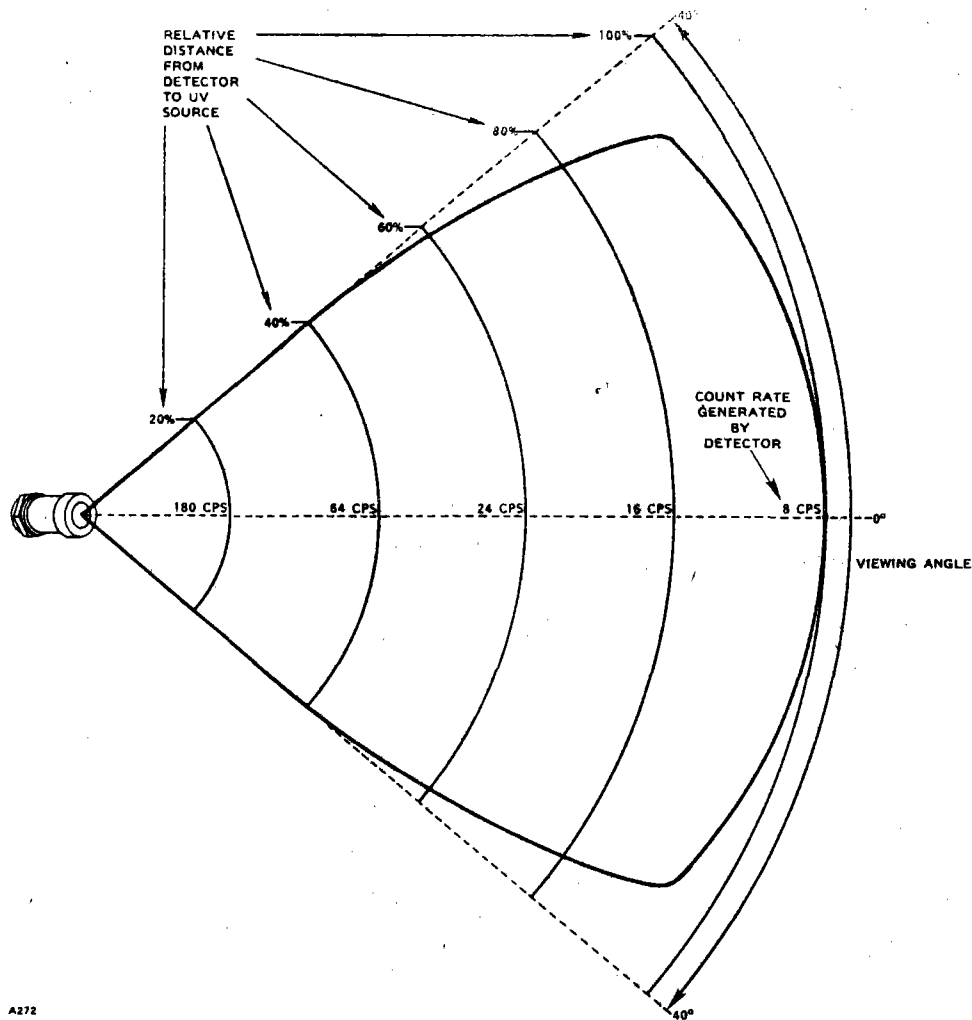 40°
100%
RELATIVE
DISTANCE
FROM
DETECTOR
TO UV
SOURCE
80%
60%
40%
20%
COUNT RATE
GENERATED
BY
DETECTOR
180 CPS
64 CPS
24 CPS
16 CPS
8 CPS
0°
VIEWING ANGLE
40°
A272